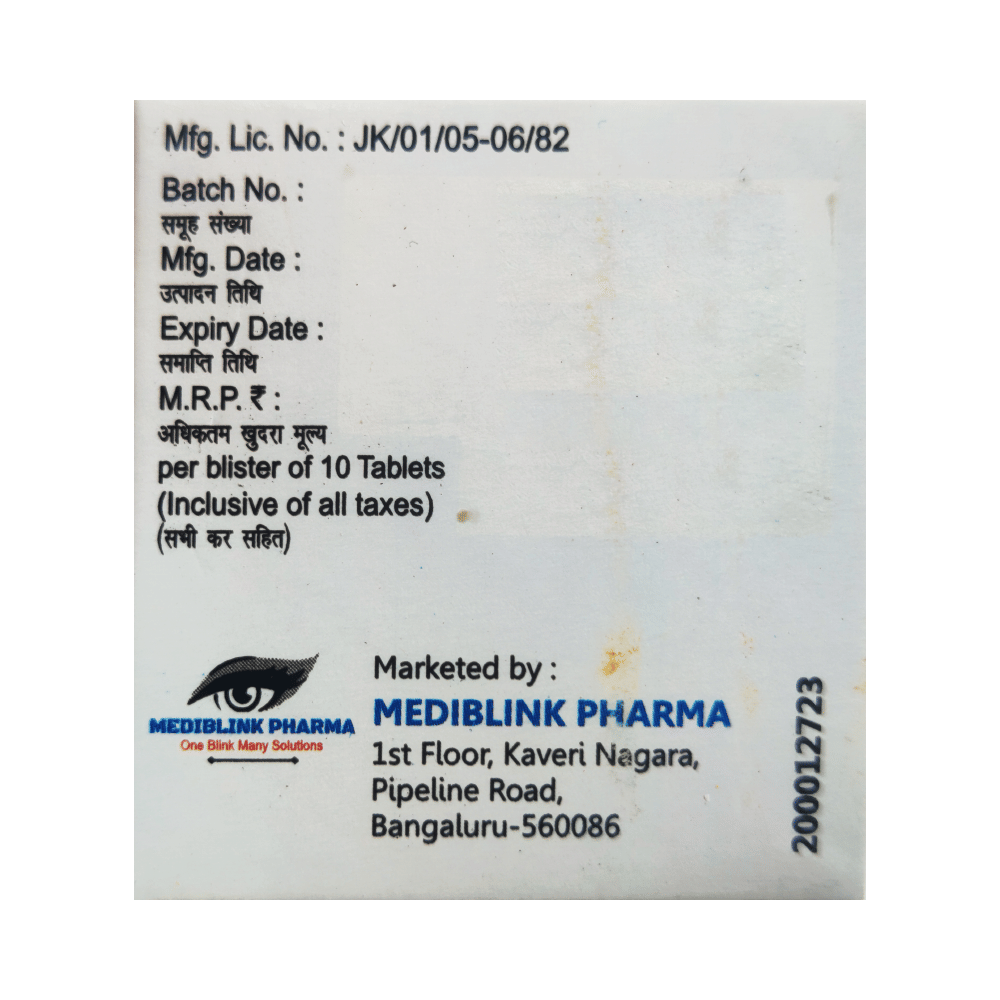 Mfg. Lic. No. : JK/01/05-06/82
Batch No. :
समूह संख्या
Mfg. Date :
उत्पादन तिथि
Expiry Date :
समाप्ति तिथि
M.R.P. ₹ :
अधिकतम खुदरा मूल्य
per blister of 10 Tablets
(Inclusive of all taxes)
(सभी कर सहित)
MEDIBLINK PHARMA
One Blink Many Solutions
Marketed by :
MEDIBLINK PHARMA
1st Floor, Kaveri Nagara,
Pipeline Road,
Bangaluru-560086
200012723